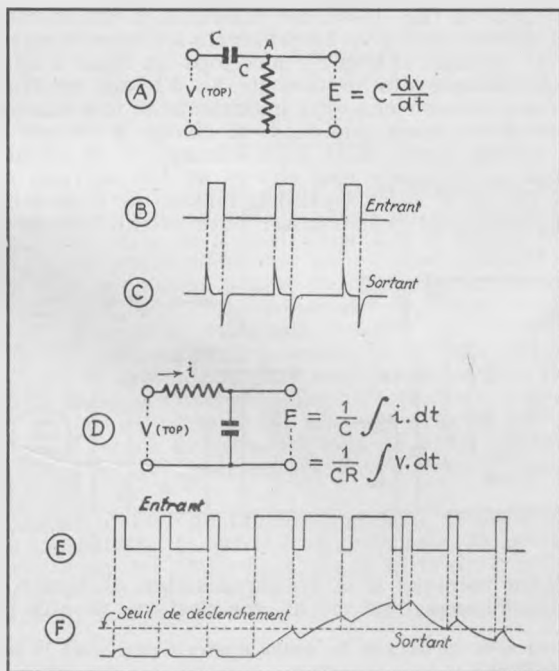 C
A
C
A
V (TOP)
E = C dv/dt
B
Entrant
C
Sortant
→ i
D
V (TOP)
E = 1/C ∫ i.dt
= 1/CR ∫ v.dt
Entrant
E
Seuil de déclenchement
F
Sortant